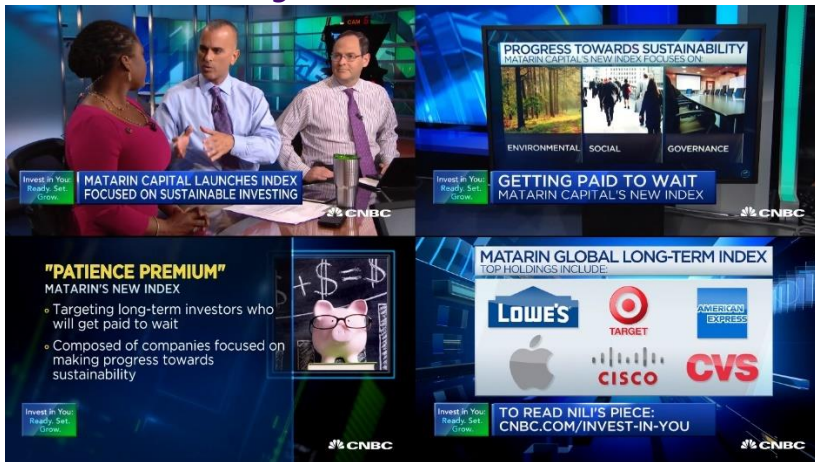 CAM
Invest in You:
Ready. Set.
Grow.
MATARIN CAPITAL LAUNCHES INDEX
FOCUSED ON SUSTAINABLE INVESTING
CNBC
PROGRESS TOWARDS SUSTAINABILITY
MATARIN CAPITAL'S NEW INDEX FOCUSES ON:
ENVIRONMENTAL
SOCIAL
GOVERNANCE
Invest in You:
Ready. Set.
Grow.
GETTING PAID TO WAIT
MATARIN CAPITAL'S NEW INDEX
CNBC
"PATIENCE PREMIUM"
MATARIN'S NEW INDEX
• Targeting long-term investors who
will get paid to wait
• Composed of companies focused on
making progress towards
sustainability
+$=$
Invest in You:
Ready. Set.
Grow.
CNBC
MATARIN GLOBAL LONG-TERM INDEX
TOP HOLDINGS INCLUDE:
LOWE'S
TARGET
AMERICAN
EXPRESS
CISCO
CVS
Invest in You:
Ready. Set.
Grow.
TO READ NILI'S PIECE:
CNBC.COM/INVEST-IN-YOU
CNBC